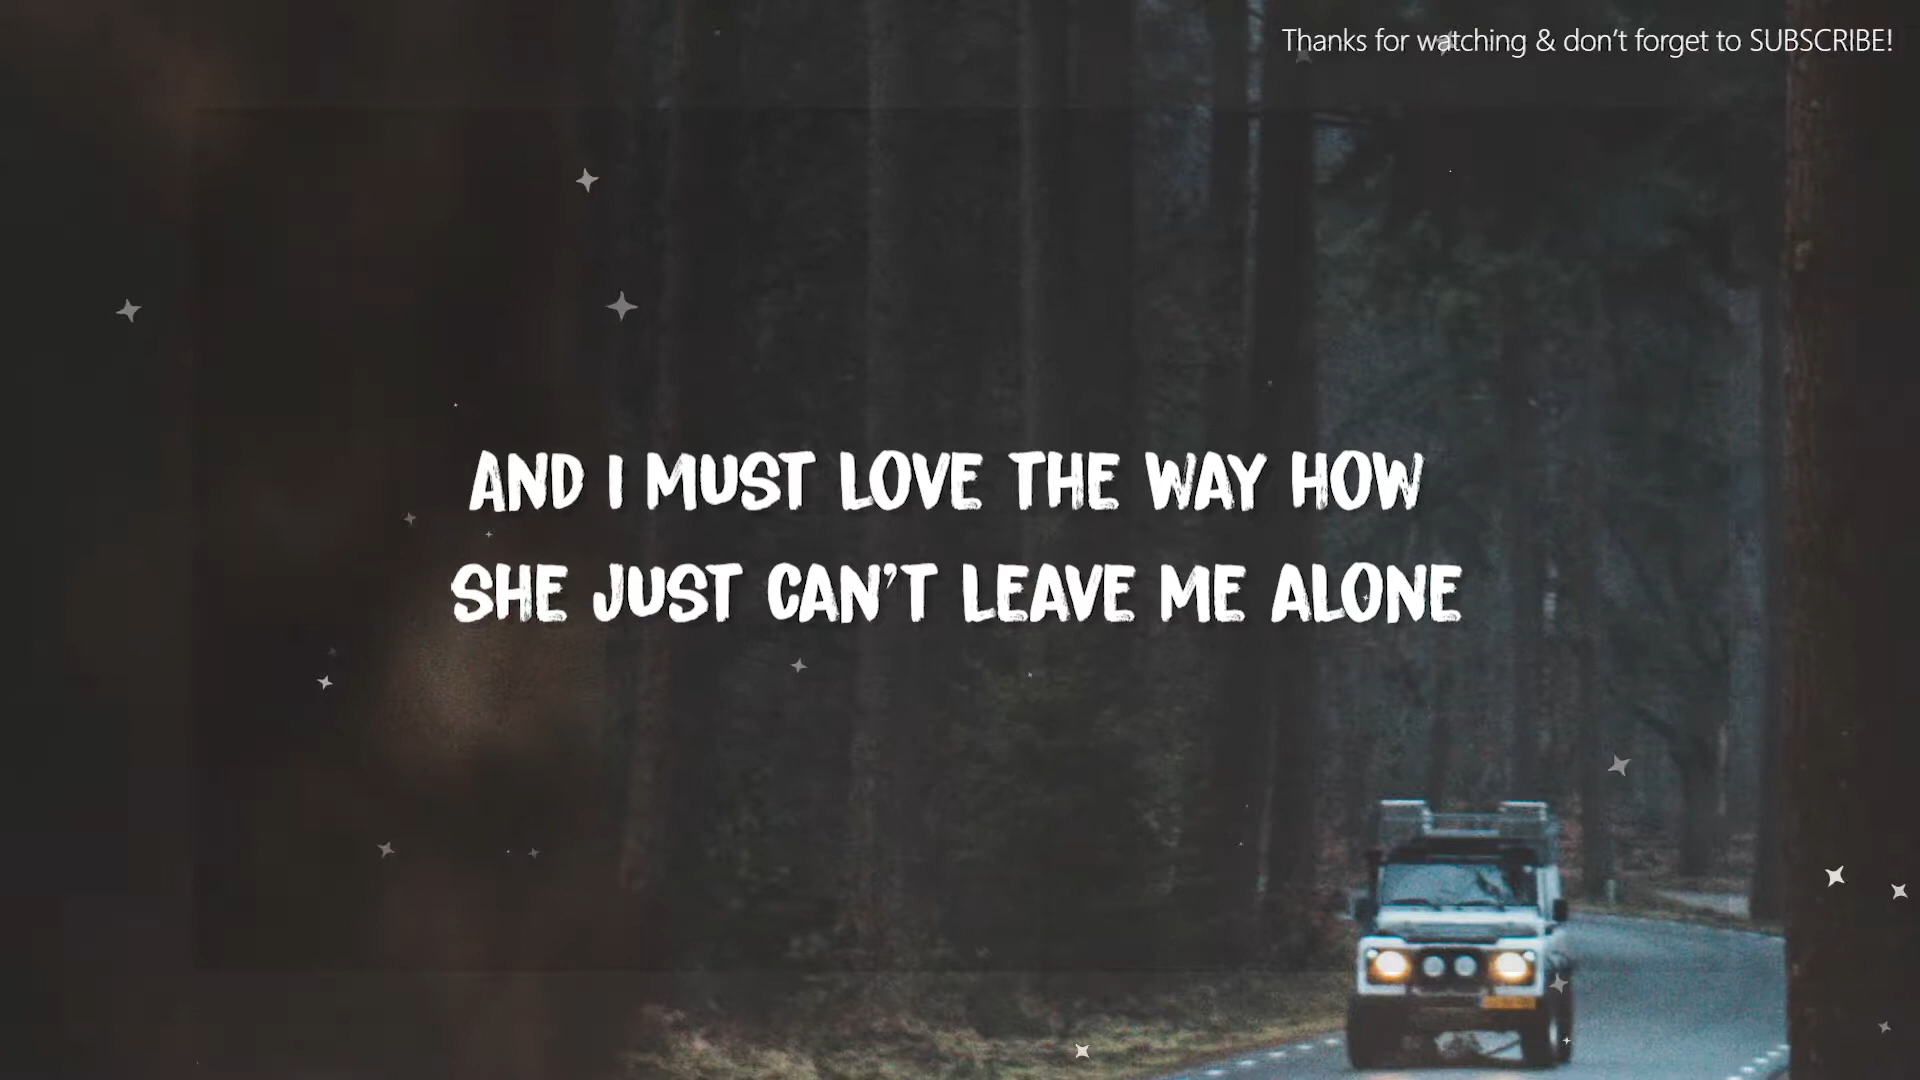 Thanks for watching & don't forget to SUBSCRIBE!
AND I MUST LOVE THE WAY HOW
SHE JUST CAN'T LEAVE ME ALONE